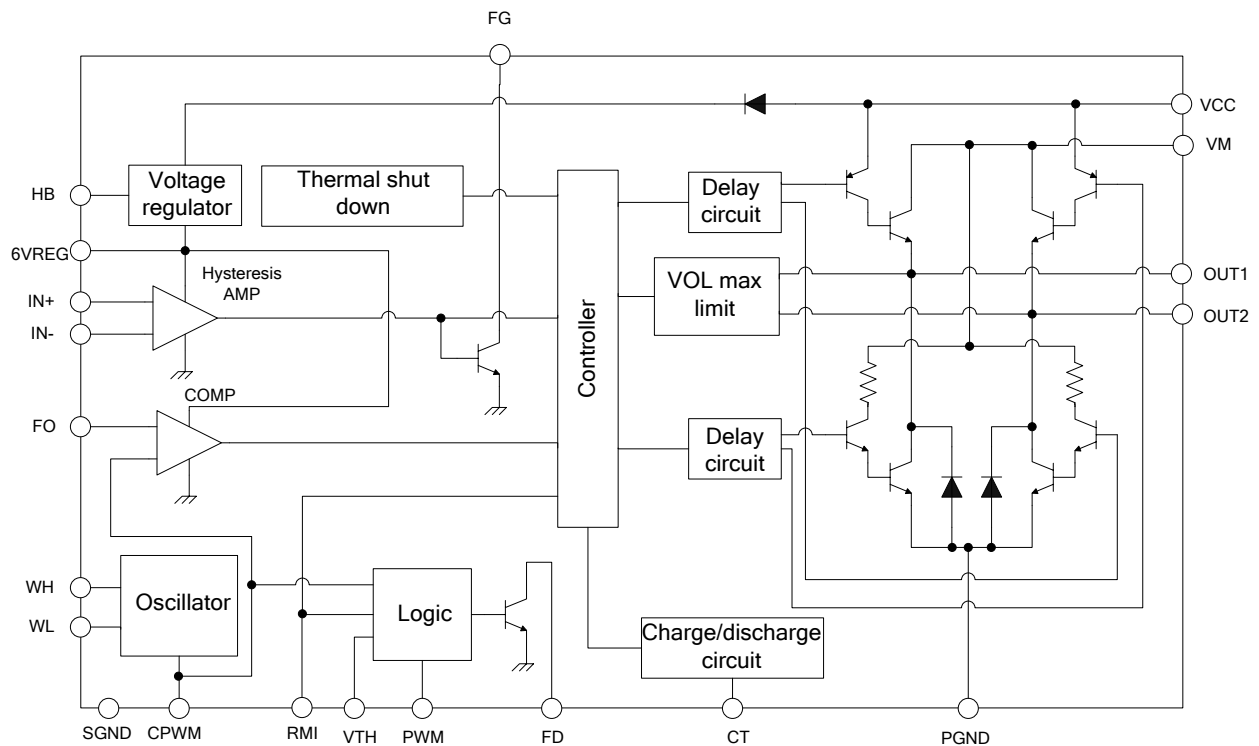 FG
VCC
VM
HB
Voltage
regulator
Thermal shut
down
Delay
circuit
6VREG
Hysteresis
AMP
IN+
IN-
VOL max
limit
OUT1
OUT2
Controller
COMP
FO
Delay
circuit
WH
WL
Oscillator
Logic
Charge/discharge
circuit
SGND
CPWM
RMI
VTH
PWM
FD
CT
PGND